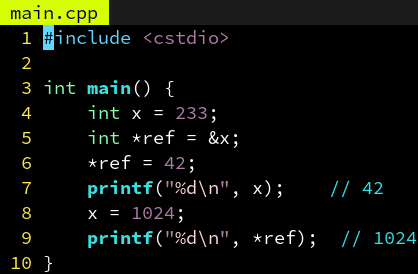 main.cpp
1 #include <cstdio>
2
3 int main() {
4     int x = 233;
5     int *ref = &x;
6     *ref = 42;
7     printf("%d\n", x);    // 42
8     x = 1024;
9     printf("%d\n", *ref);  // 1024
10 }